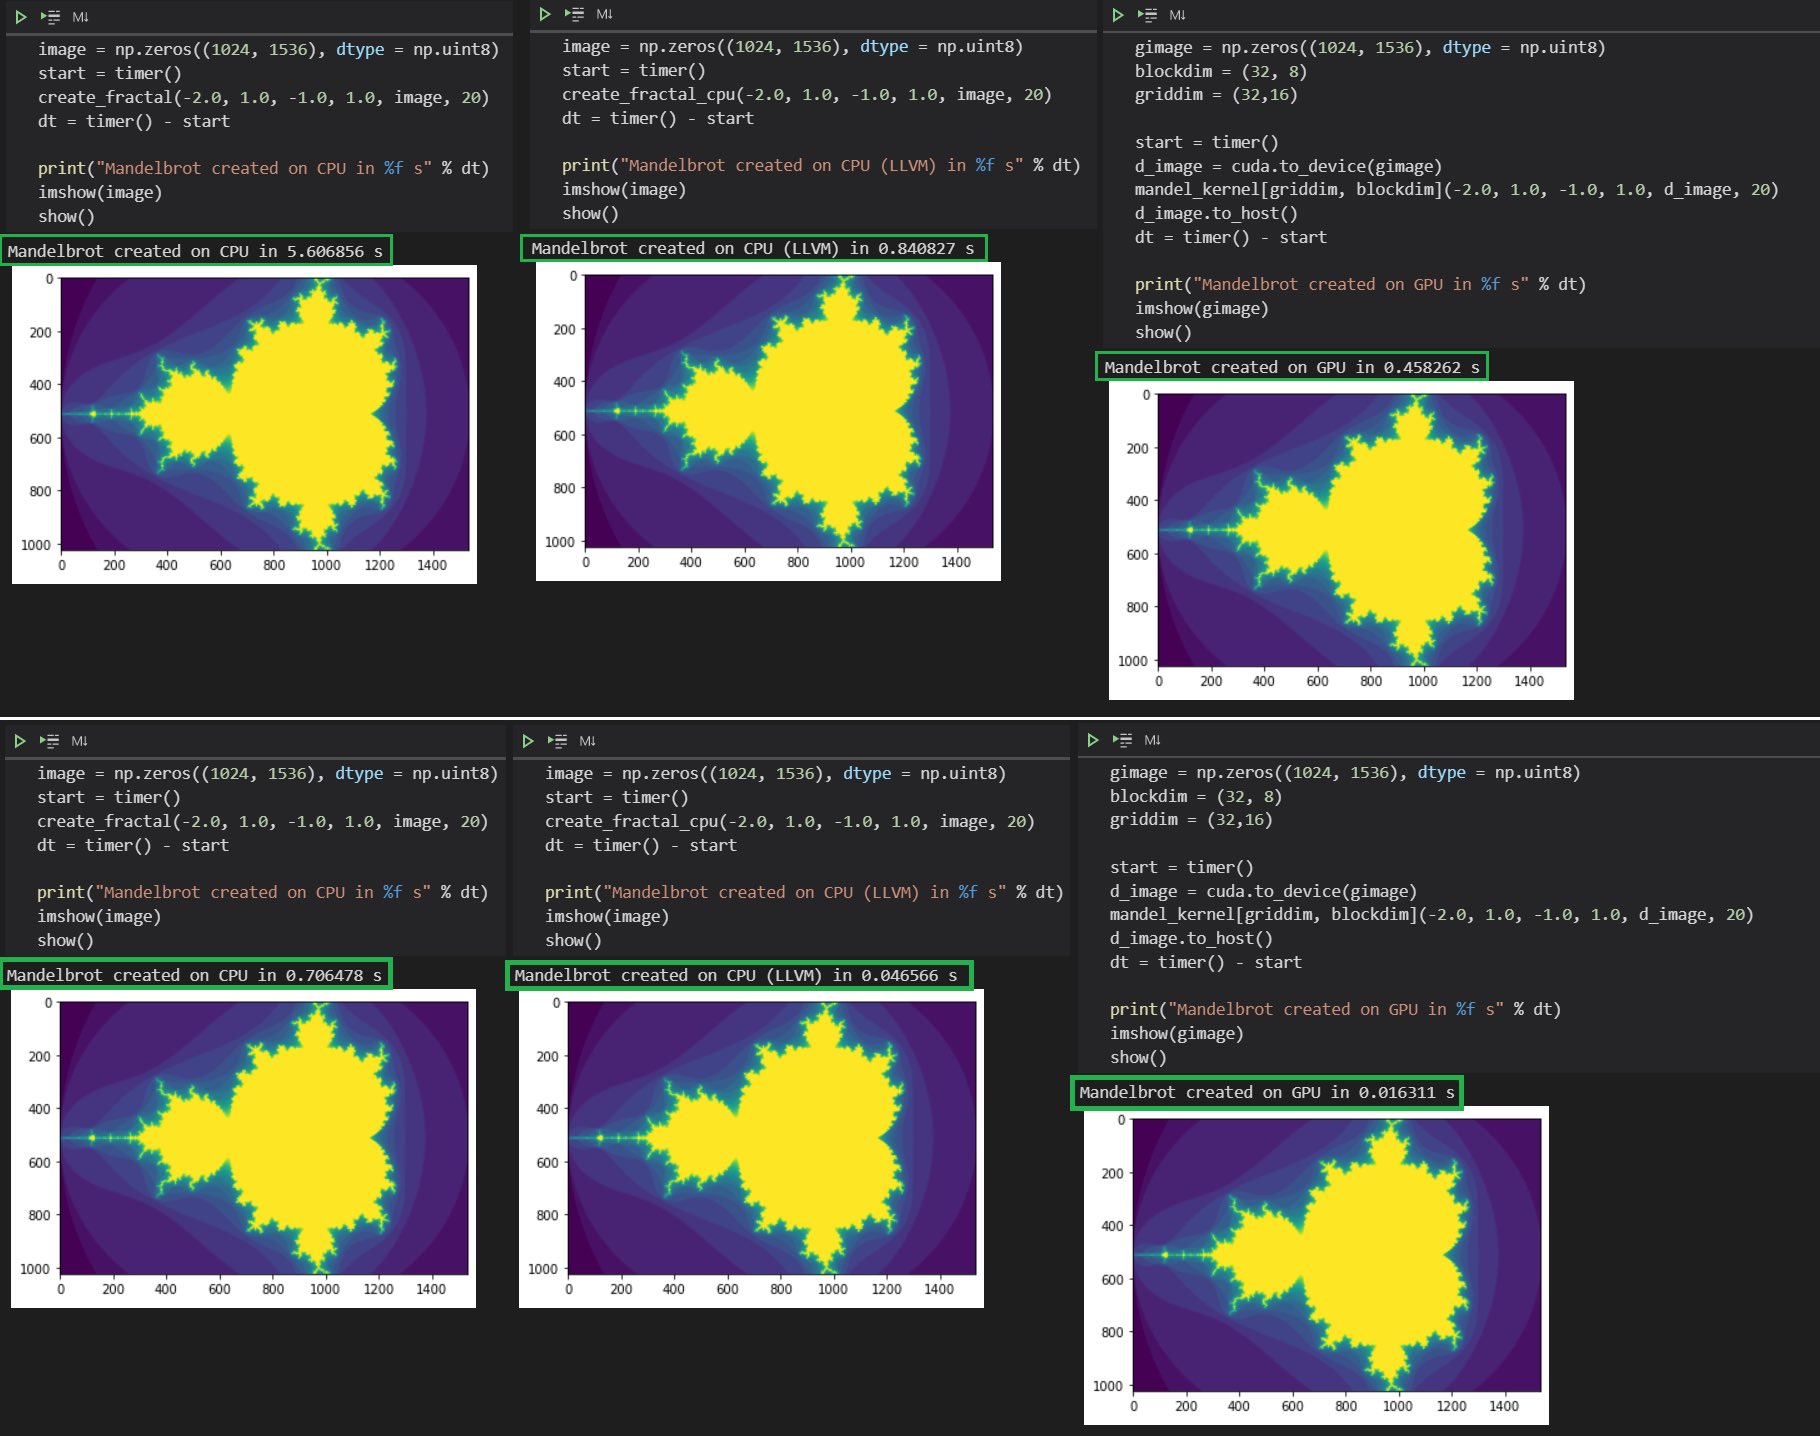 M↓
image = np.zeros((1024, 1536), dtype = np.uint8)
start = timer()
create_fractal(-2.0, 1.0, -1.0, 1.0, image, 20)
dt = timer() - start
print("Mandelbrot created on CPU in %f s" % dt)
imshow(image)
show()
Mandelbrot created on CPU in 5.606856 s
0
200
400
600
800
1000
0 200 400 600 800 1000 1200 1400
M↓
image = np.zeros((1024, 1536), dtype = np.uint8)
start = timer()
create_fractal_cpu(-2.0, 1.0, -1.0, 1.0, image, 20)
dt = timer() - start
print("Mandelbrot created on CPU (LLVM) in %f s" % dt)
imshow(image)
show()
Mandelbrot created on CPU (LLVM) in 0.840827 s
0
200
400
600
800
1000
0 200 400 600 800 1000 1200 1400
M↓
gimage = np.zeros((1024, 1536), dtype = np.uint8)
blockdim = (32, 8)
griddim = (32,16)
start = timer()
d_image = cuda.to_device(gimage)
mandel_kernel[griddim, blockdim](-2.0, 1.0, -1.0, 1.0, d_image, 20)
d_image.to_host()
dt = timer() - start
print("Mandelbrot created on GPU in %f s" % dt)
imshow(gimage)
show()
Mandelbrot created on GPU in 0.458262 s
0
200
400
600
800
1000
0 200 400 600 800 1000 1200 1400
M↓
image = np.zeros((1024, 1536), dtype = np.uint8)
start = timer()
create_fractal(-2.0, 1.0, -1.0, 1.0, image, 20)
dt = timer() - start
print("Mandelbrot created on CPU in %f s" % dt)
imshow(image)
show()
Mandelbrot created on CPU in 0.706478 s
0
200
400
600
800
1000
0 200 400 600 800 1000 1200 1400
M↓
image = np.zeros((1024, 1536), dtype = np.uint8)
start = timer()
create_fractal_cpu(-2.0, 1.0, -1.0, 1.0, image, 20)
dt = timer() - start
print("Mandelbrot created on CPU (LLVM) in %f s" % dt)
imshow(image)
show()
Mandelbrot created on CPU (LLVM) in 0.046566 s
0
200
400
600
800
1000
0 200 400 600 800 1000 1200 1400
M↓
gimage = np.zeros((1024, 1536), dtype = np.uint8)
blockdim = (32, 8)
griddim = (32,16)
start = timer()
d_image = cuda.to_device(gimage)
mandel_kernel[griddim, blockdim](-2.0, 1.0, -1.0, 1.0, d_image, 20)
d_image.to_host()
dt = timer() - start
print("Mandelbrot created on GPU in %f s" % dt)
imshow(gimage)
show()
Mandelbrot created on GPU in 0.016311 s
0
200
400
600
800
1000
0 200 400 600 800 1000 1200 1400